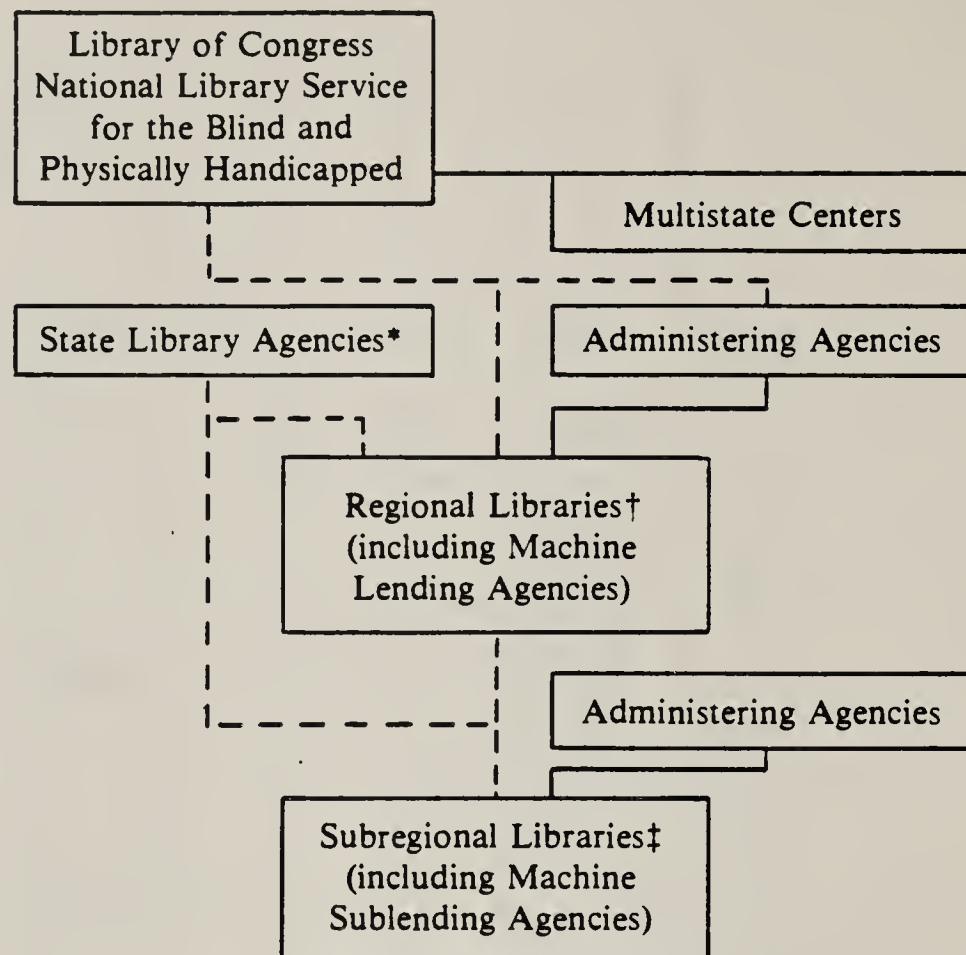 Library of Congress
National Library Service
for the Blind and
Physically Handicapped
Multistate Centers
State Library Agencies*
Administering Agencies
Regional Libraries†
(including Machine
Lending Agencies)
Administering Agencies
Subregional Libraries‡
(including Machine
Sublending Agencies)